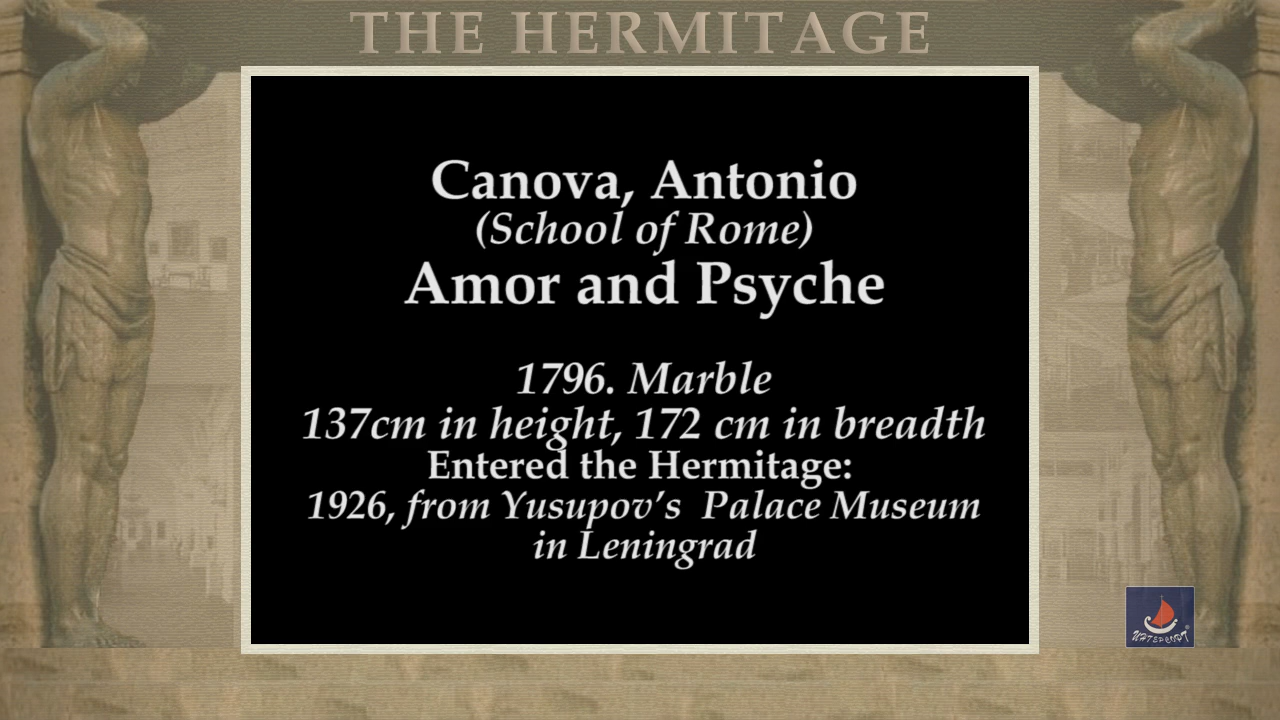 THE HERMITAGE
Canova, Antonio
(School of Rome)
Amor and Psyche
1796. Marble
137cm in height, 172 cm in breadth
Entered the Hermitage:
1926, from Yusupov's  Palace Museum
in Leningrad